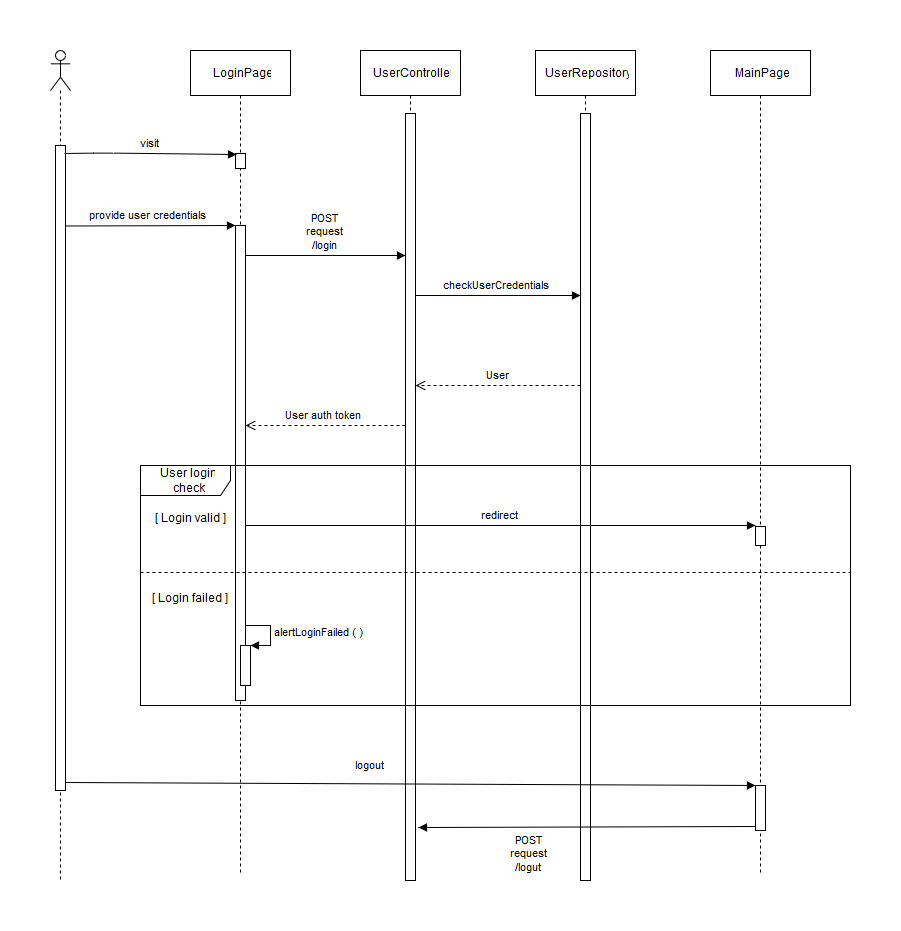 LoginPage
UserControlle
UserRepository
MainPage
visit
provide user credentials
POST
request
/login
checkUserCredentials
User
User auth token
User login
check
[ Login valid ]
redirect
[ Login failed ]
alertLoginFailed ( )
logout
POST
request
/logut